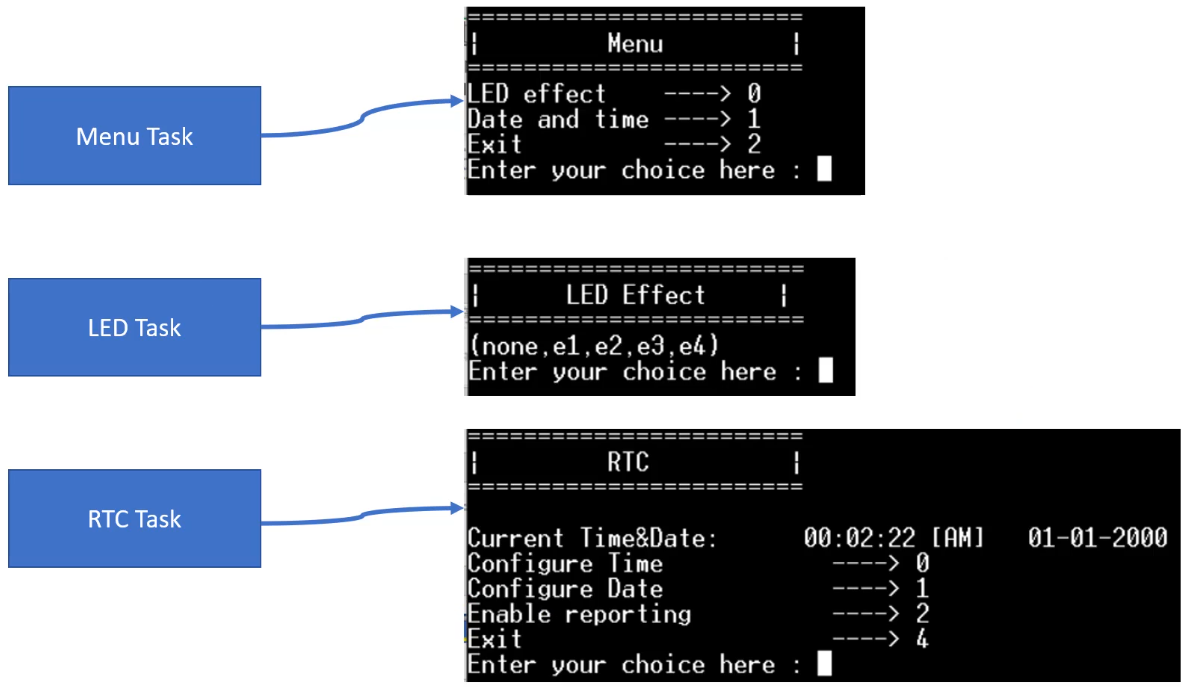 Menu Task
========================
|         Menu         |
========================
LED effect    ----> 0
Date and time ----> 1
Exit          ----> 2
Enter your choice here :
LED Task
========================
|      LED Effect     |
========================
(none,e1,e2,e3,e4)
Enter your choice here :
RTC Task
========================
|         RTC          |
========================
Current Time&Date:      00:02:22 [AM]   01-01-2000
Configure Time            ----> 0
Configure Date            ----> 1
Enable reporting          ----> 2
Exit                      ----> 4
Enter your choice here :